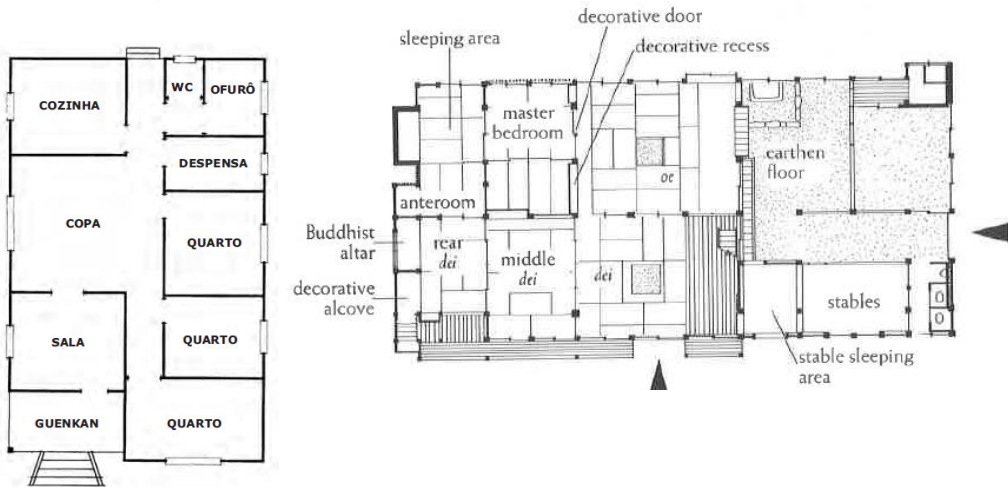 COZINHA
WC
OFURÔ
DESPENSA
COPA
QUARTO
SALA
QUARTO
GUENKAN
QUARTO
decorative door
sleeping area
decorative recess
master
bedroom
earthen
floor
oe
anteroom
Buddhist
altar
rear
dei
middle
dei
dei
decorative
alcove
stables
stable sleeping
area